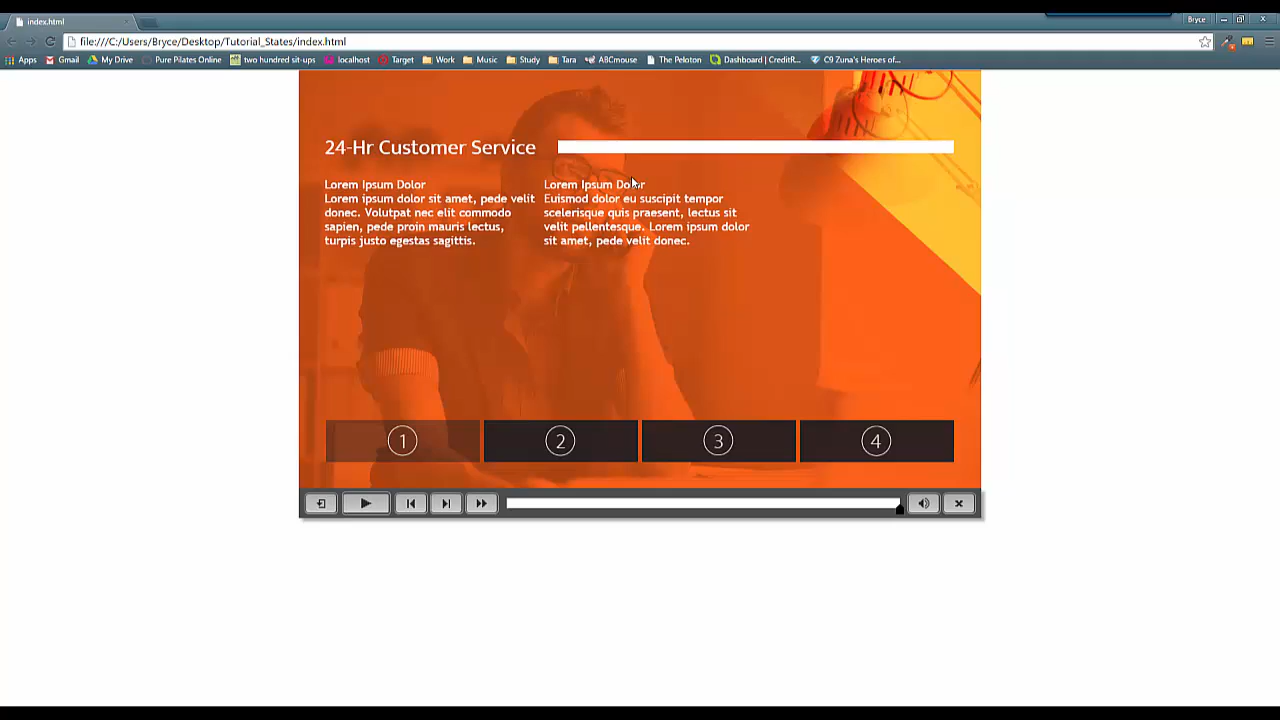 index.html
Bryce
file:///C:/Users/Bryce/Desktop/Tutorial_States/index.html
Apps Gmail My Drive Pure Pilates Online two hundred sit-ups localhost Target Work Music Study Tara ABCmouse The Peloton Dashboard | CreditR... C9 Zuna's Heroes of...
24-Hr Customer Service
Lorem Ipsum Dolor
Lorem ipsum dolor sit amet, pede velit
donec. Volutpat nec elit commodo
sapien, pede proin mauris lectus,
turpis justo egestas sagittis.
Lorem Ipsum Dolor
Euismod dolor eu suscipit tempor
scelerisque quis praesent, lectus sit
velit pellentesque. Lorem ipsum dolor
sit amet, pede velit donec.
1 2 3 4